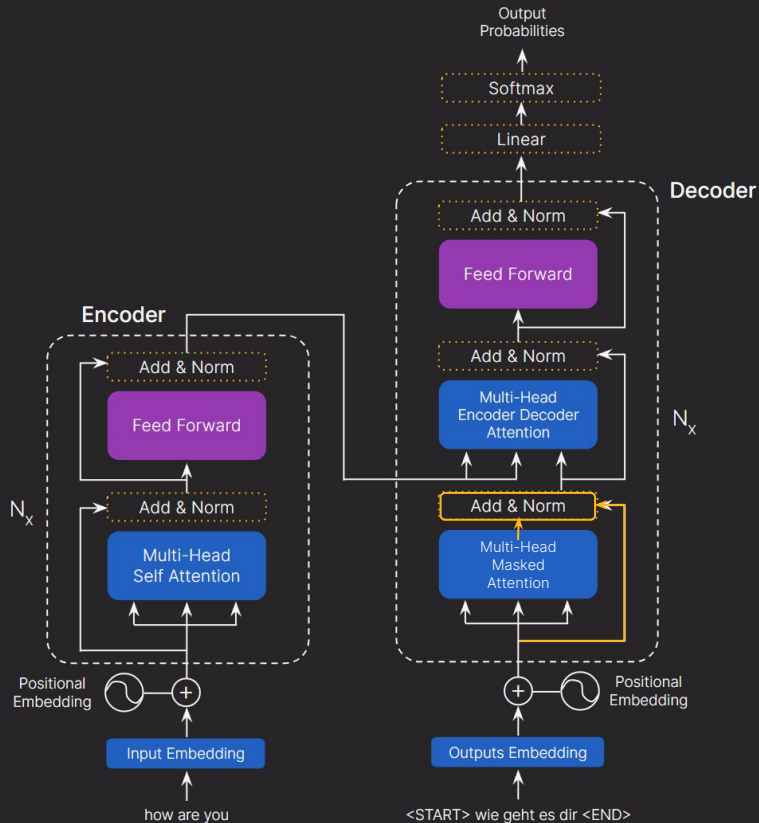 Output
Probabilities
Softmax
Linear
Decoder
Add & Norm
Feed Forward
Add & Norm
Multi-Head
Encoder Decoder
Attention
Nx
Add & Norm
Multi-Head
Masked
Attention
Positional
Embedding
Outputs Embedding
<START> wie geht es dir <END>
Encoder
Add & Norm
Feed Forward
Nx
Add & Norm
Multi-Head
Self Attention
Positional
Embedding
Input Embedding
how are you